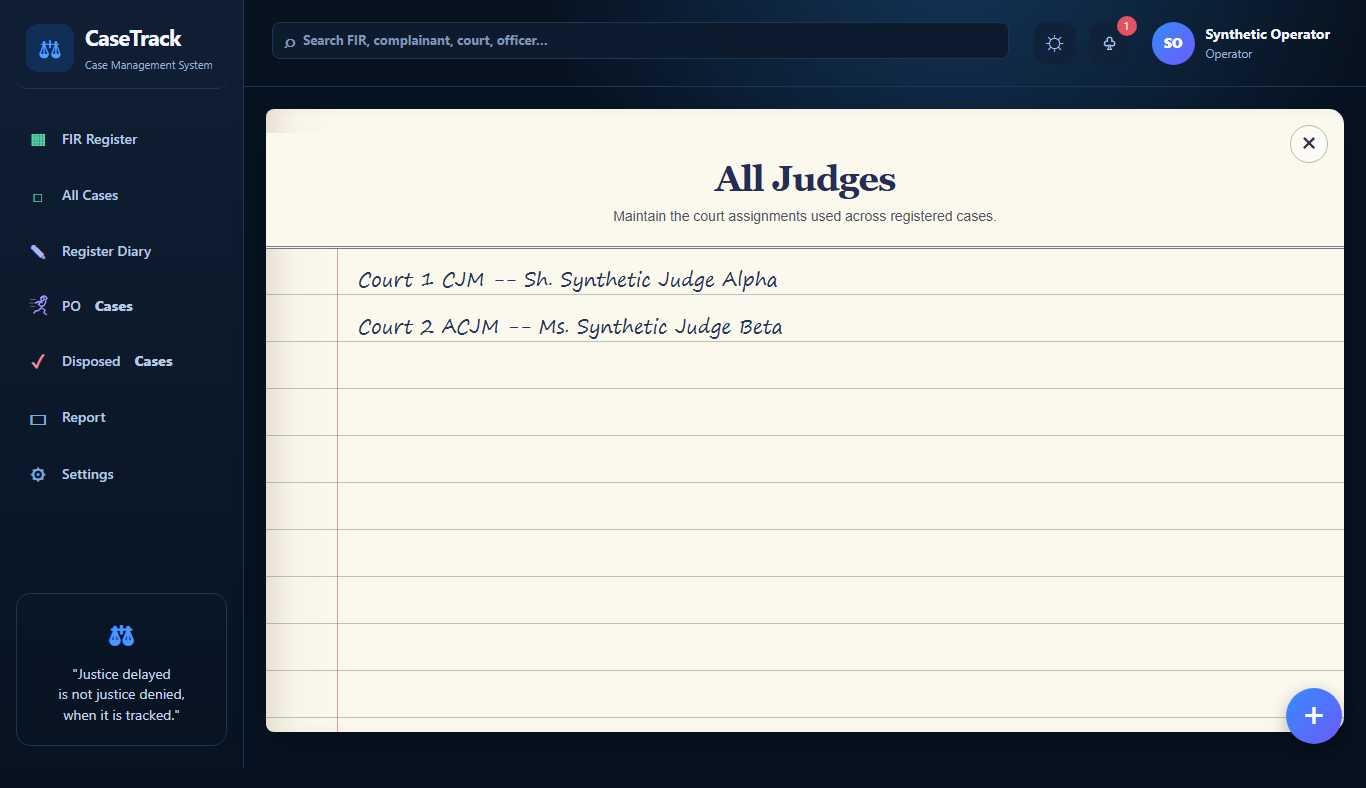 CaseTrack
Case Management System
FIR Register
All Cases
Register Diary
PO Cases
Disposed Cases
Report
Settings
"Justice delayed
is not justice denied,
when it is tracked."
Search FIR, complainant, court, officer...
1
SO
Synthetic Operator
Operator
All Judges
Maintain the court assignments used across registered cases.
Court 1 CJM -- Sh. Synthetic Judge Alpha
Court 2 ACJM -- Ms. Synthetic Judge Beta